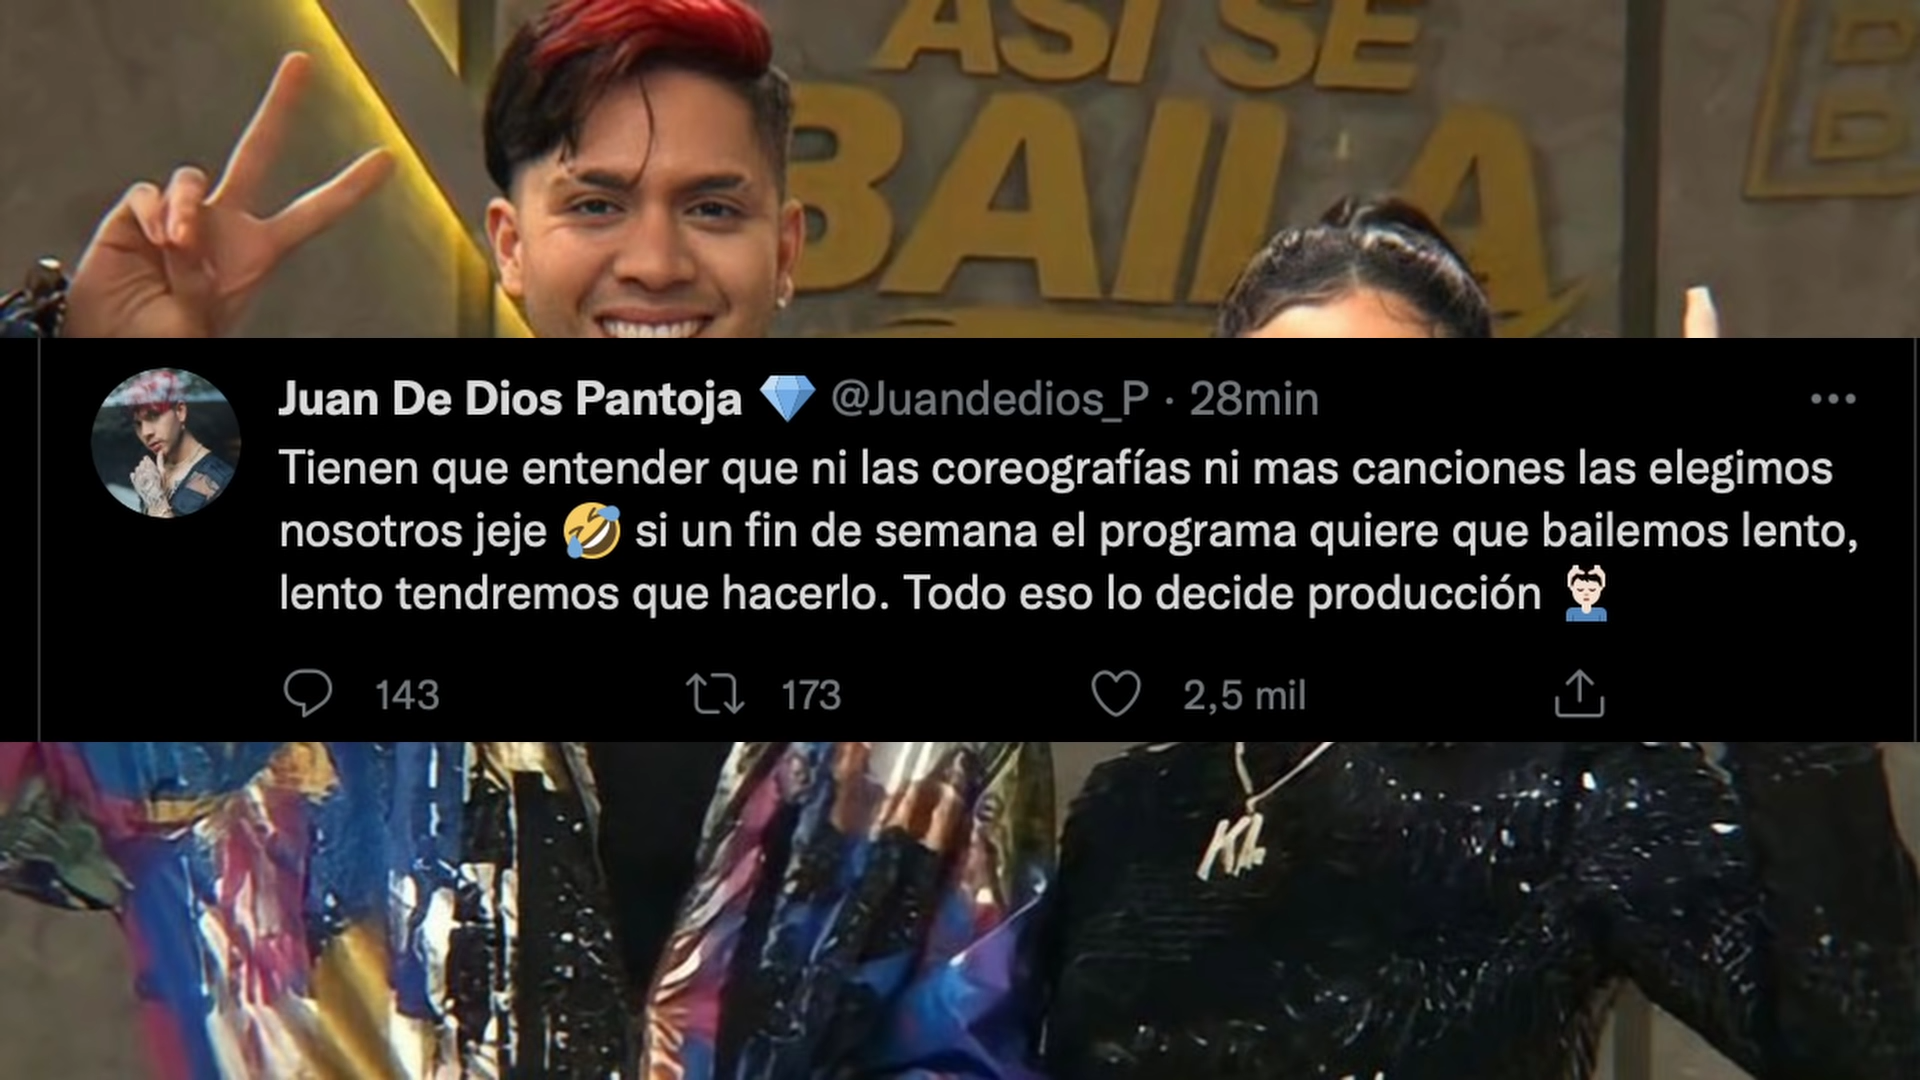 ASI SE
BAILA
Juan De Dios Pantoja 💎 @Juandedios_P · 28min
Tienen que entender que ni las coreografías ni mas canciones las elegimos
nosotros jeje 🤣 si un fin de semana el programa quiere que bailemos lento,
lento tendremos que hacerlo. Todo eso lo decide producción 💆🏻‍♂️
143 173 2,5 mil